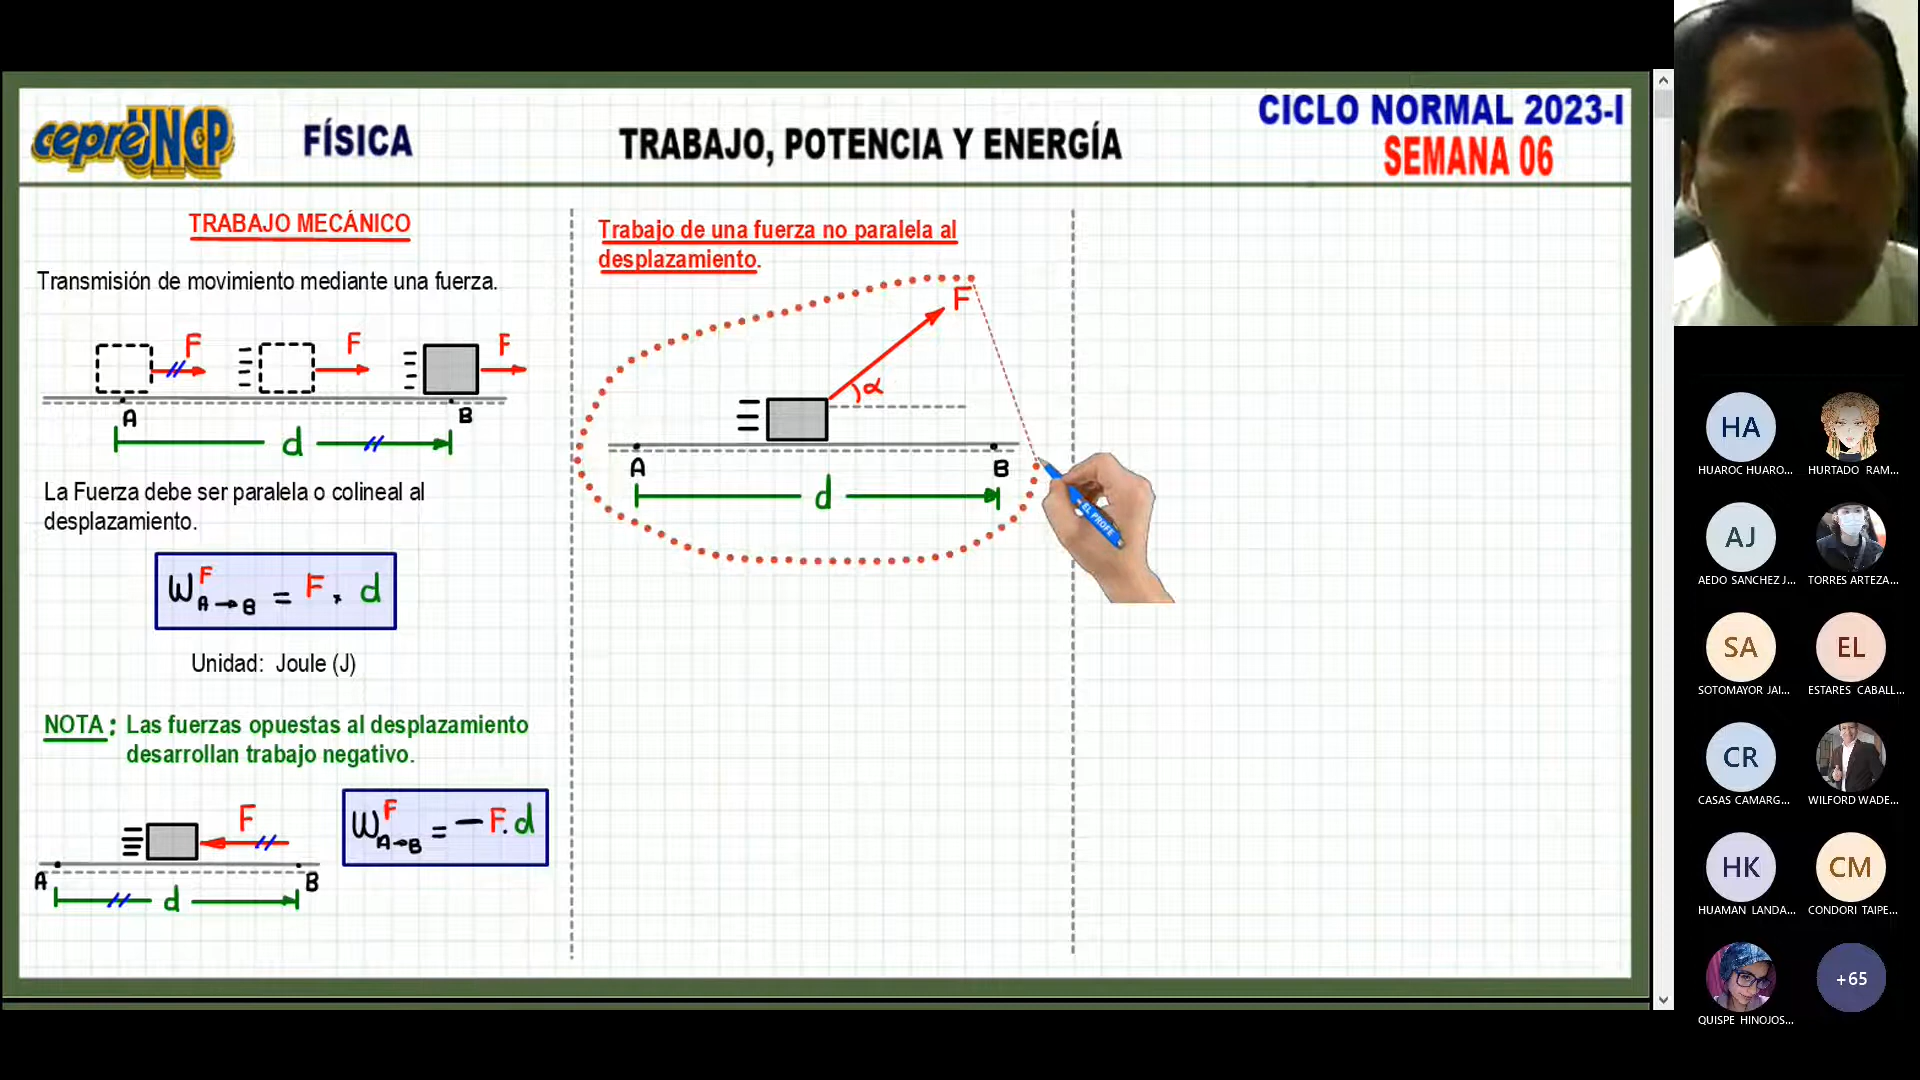 cepreUNCP
FÍSICA
TRABAJO, POTENCIA Y ENERGÍA
CICLO NORMAL 2023-I
SEMANA 06
TRABAJO MECÁNICO
Transmisión de movimiento mediante una fuerza.
F
F
F
A
B
d
La Fuerza debe ser paralela o colineal al
desplazamiento.
W F A→B = F . d
Unidad: Joule (J)
NOTA: Las fuerzas opuestas al desplazamiento
desarrollan trabajo negativo.
F
A
B
d
W F A→B = – F. d
Trabajo de una fuerza no paralela al
desplazamiento.
F
α
A
B
d
EL PROFE
HA
HUAROC HUARO...
HURTADO RAM...
AJ
AEDO SANCHEZ J...
TORRES ARTEZA...
SA
SOTOMAYOR JAI...
EL
ESTARES CABALL...
CR
CASAS CAMARG...
WILFORD WADE...
HK
HUAMAN LANDA...
CM
CONDORI TAIPE...
QUISPE HINOJOS...
+65